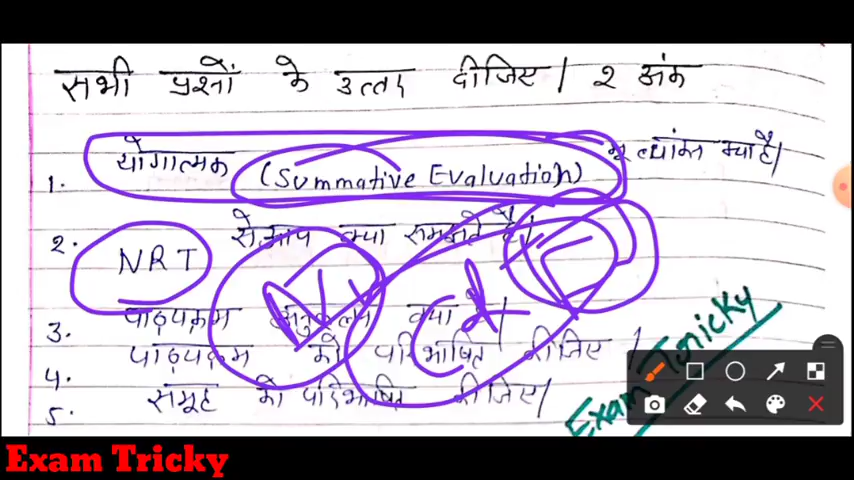 सभी प्रश्नों के उत्तर दीजिए। 2 अंक
1. योगात्मक (Summative Evaluation) मूल्यांकन क्या है।
2. NRT से आप क्या समझते है।
3. पाठ्यक्रम क्या
4. पाठ्यक्रम को परिभाषित कीजिए।
5. समूह को परिभाषित कीजिए।
Exam Tricky
Exam Tricky